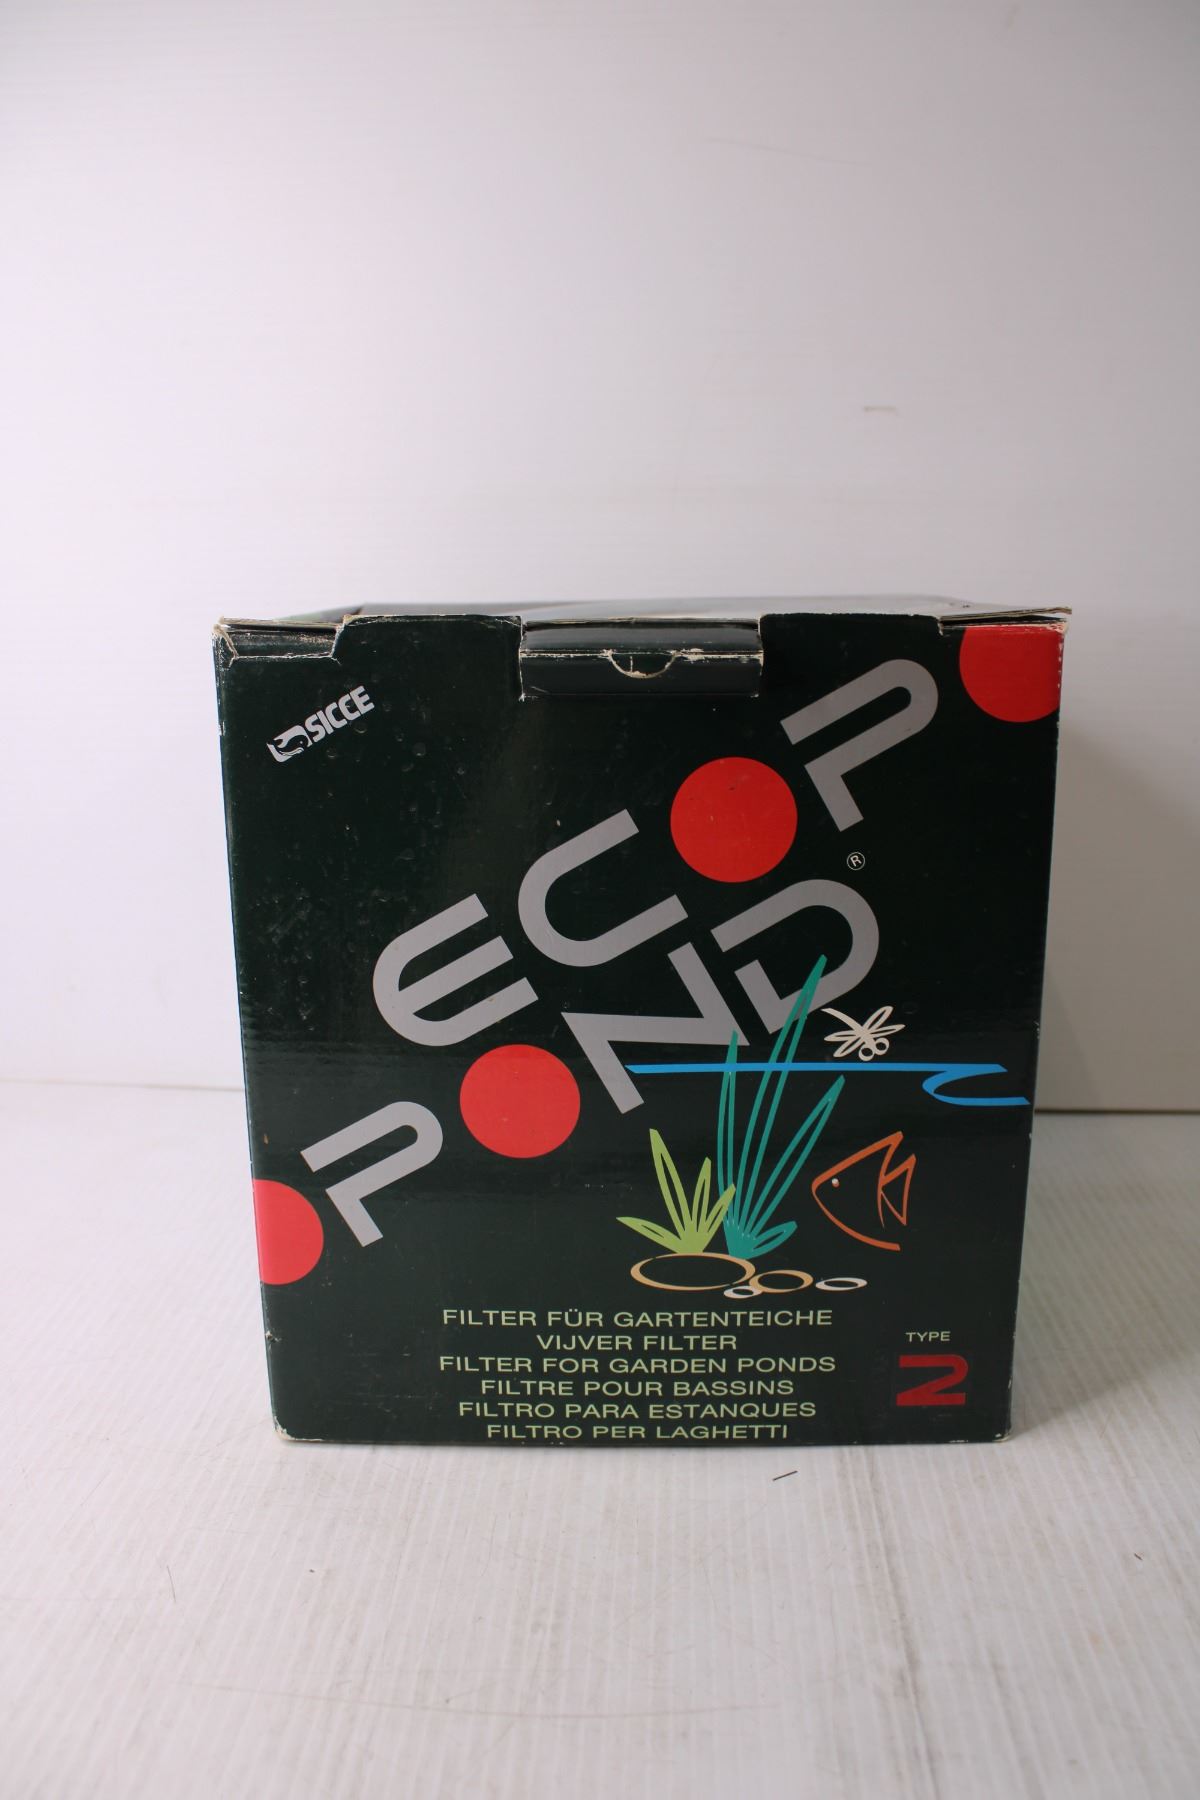 SICCE
ECOPO
POND®
FILTER FÜR GARTENTEICHE
VIJVER FILTER
FILTER FOR GARDEN PONDS
FILTRE POUR BASSINS
FILTRO PARA ESTANQUES
FILTRO PER LAGHETTI
TYPE
2